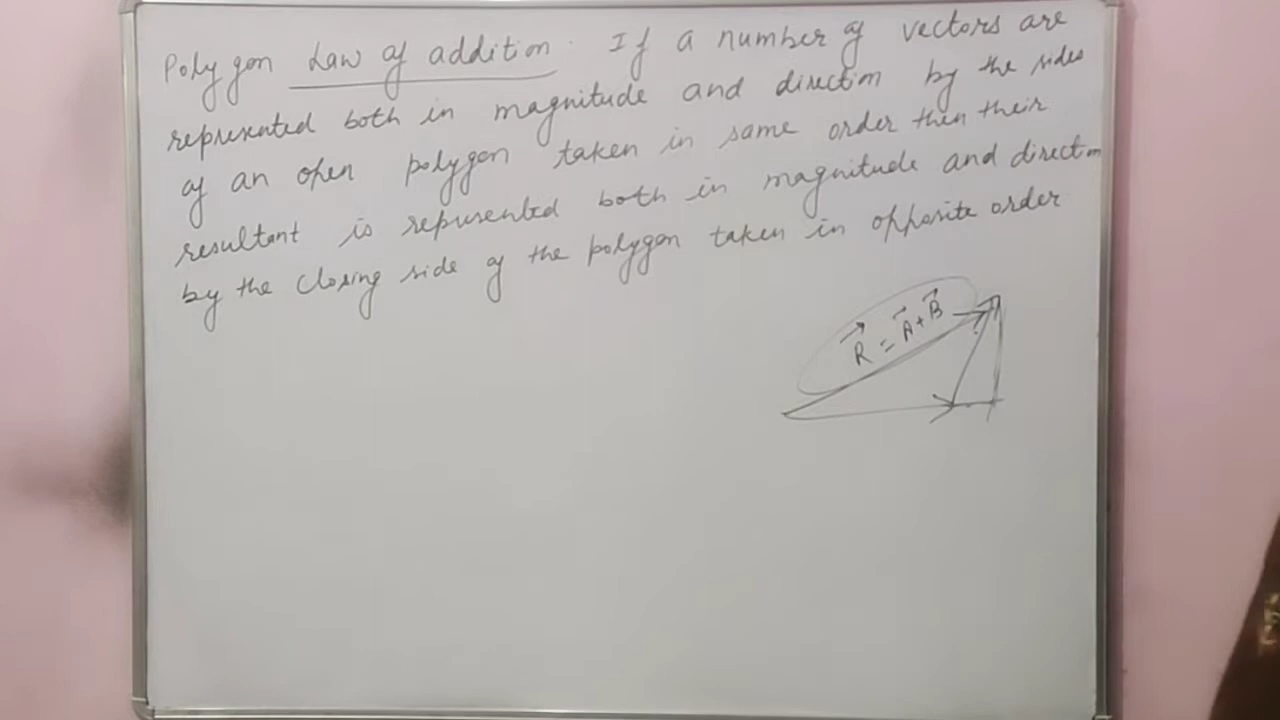 Polygon Law of addition: If a number of vectors are
represented both in magnitude and direction by the sides
of an open polygon taken in same order then their
resultant is represented both in magnitude and direction
by the closing side of the polygon taken in opposite order
R⃗ = A⃗ + B⃗